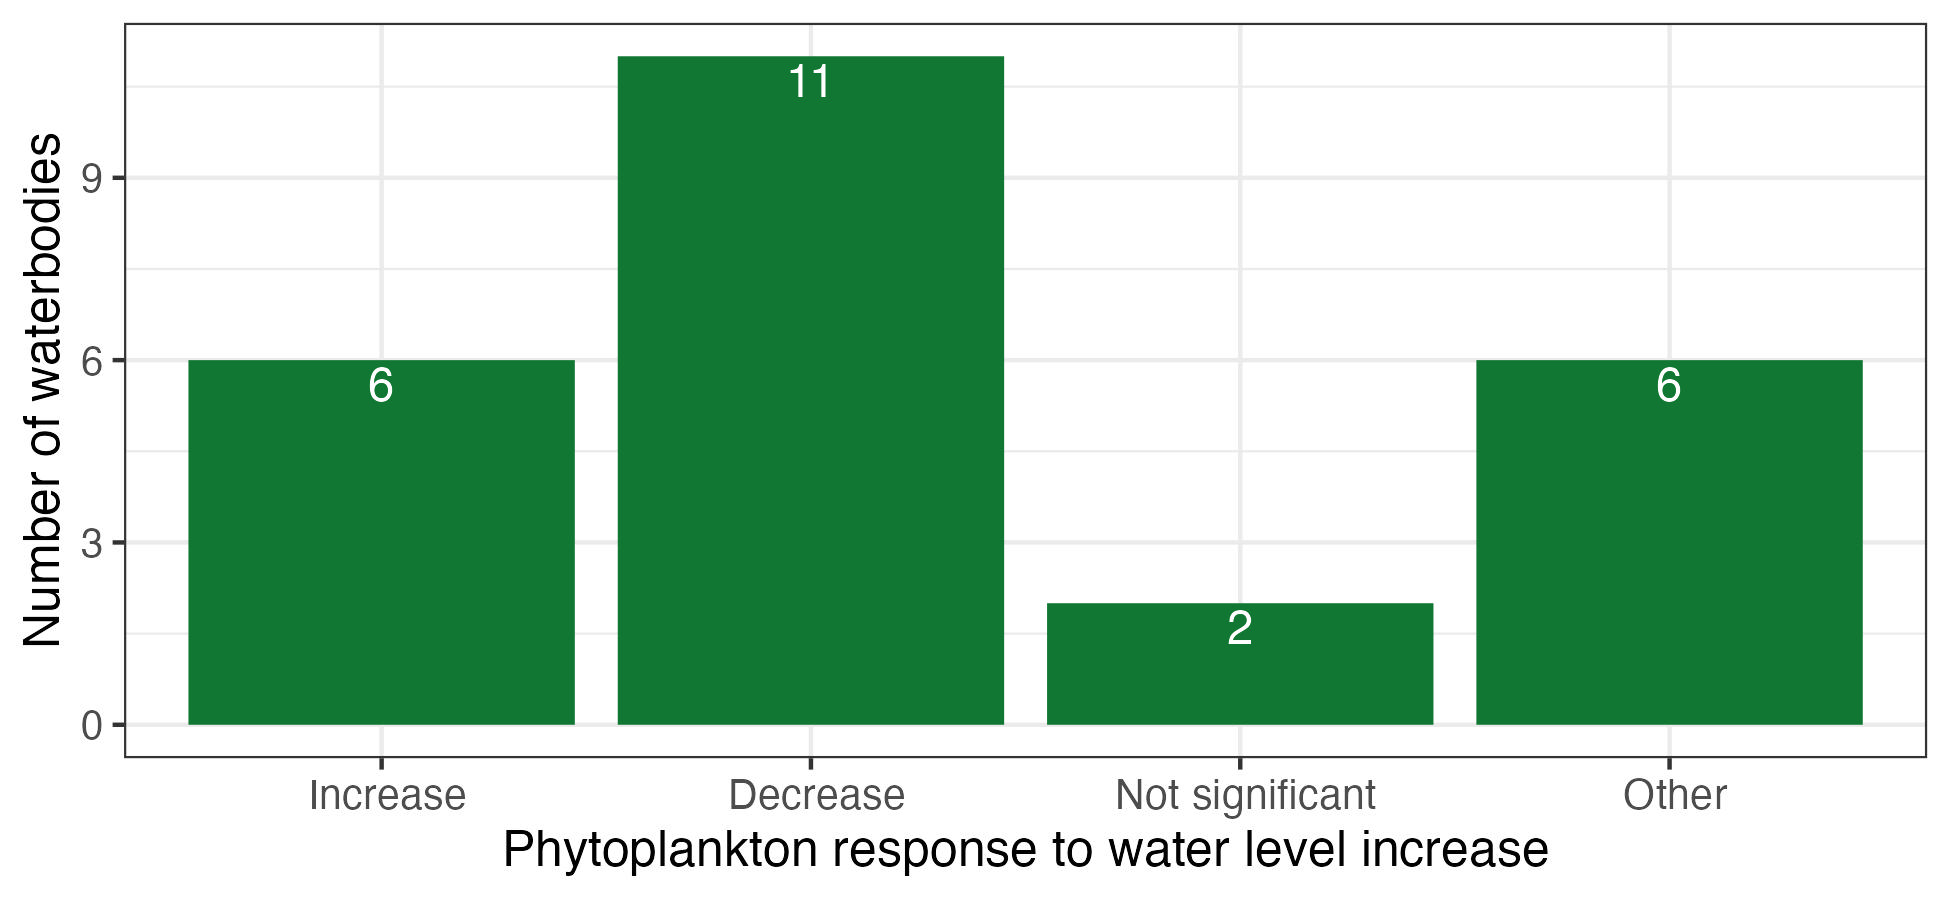 11
9
6
6
6
3
2
0
Increase
Decrease
Not significant
Other
Phytoplankton response to water level increase
Number of waterbodies